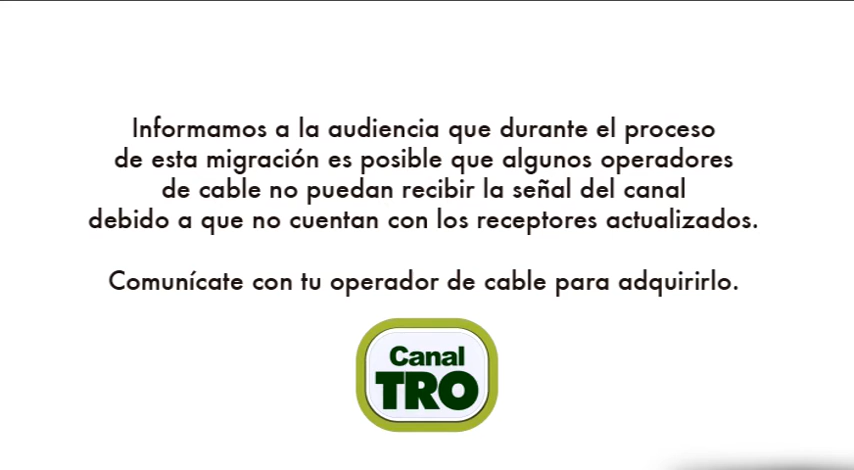 Informamos a la audiencia que durante el proceso
de esta migración es posible que algunos operadores
de cable no puedan recibir la señal del canal
debido a que no cuentan con los receptores actualizados.
Comunícate con tu operador de cable para adquirirlo.
Canal
TRO